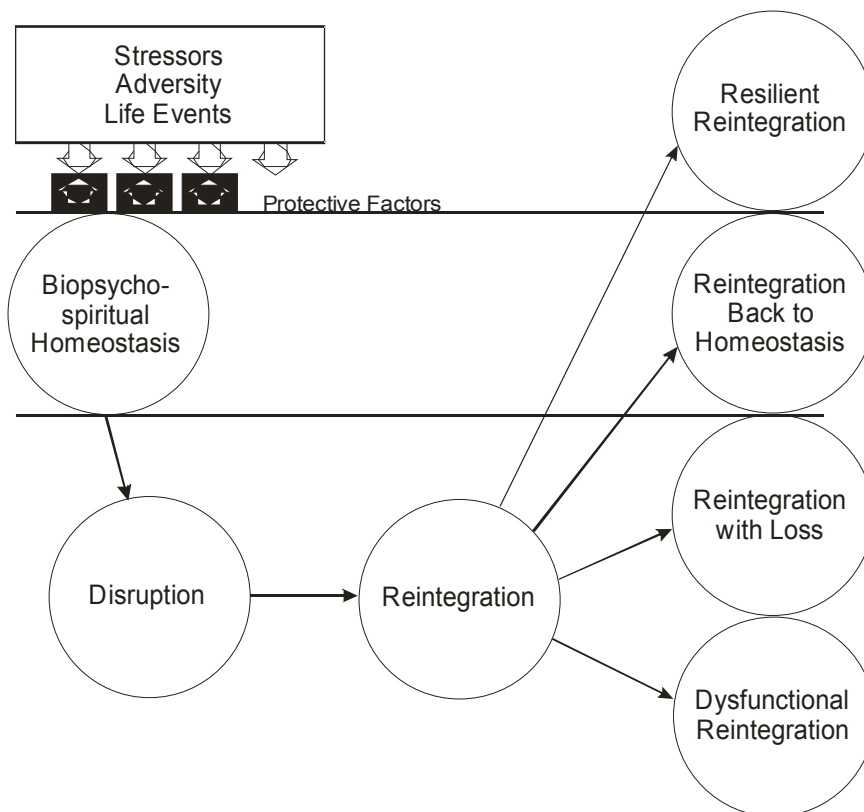 Stressors
Adversity
Life Events
Resilient
Reintegration
Protective Factors
Biopsycho-
spiritual
Homeostasis
Reintegration
Back to
Homeostasis
Disruption
Reintegration
Reintegration
with Loss
Dysfunctional
Reintegration